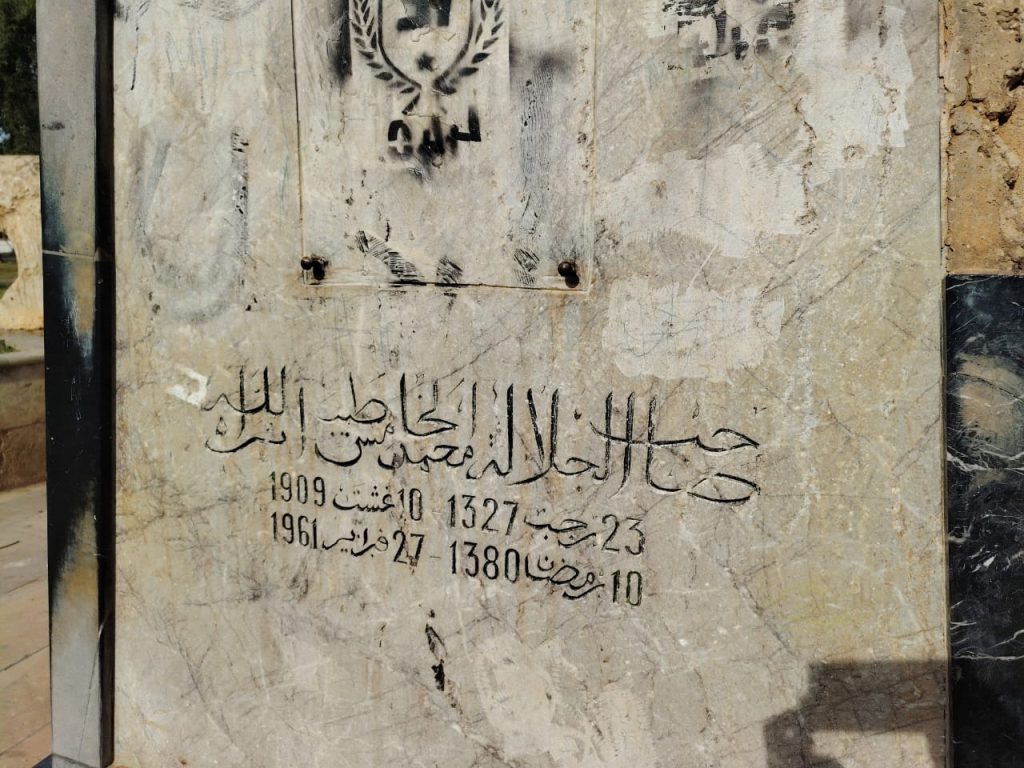 صاحب الجلالة محمد الخامس طيب الله ثراه
23 رجب 1327 - 10 غشت 1909
10 رمضان 1380 - 27 فبراير 1961